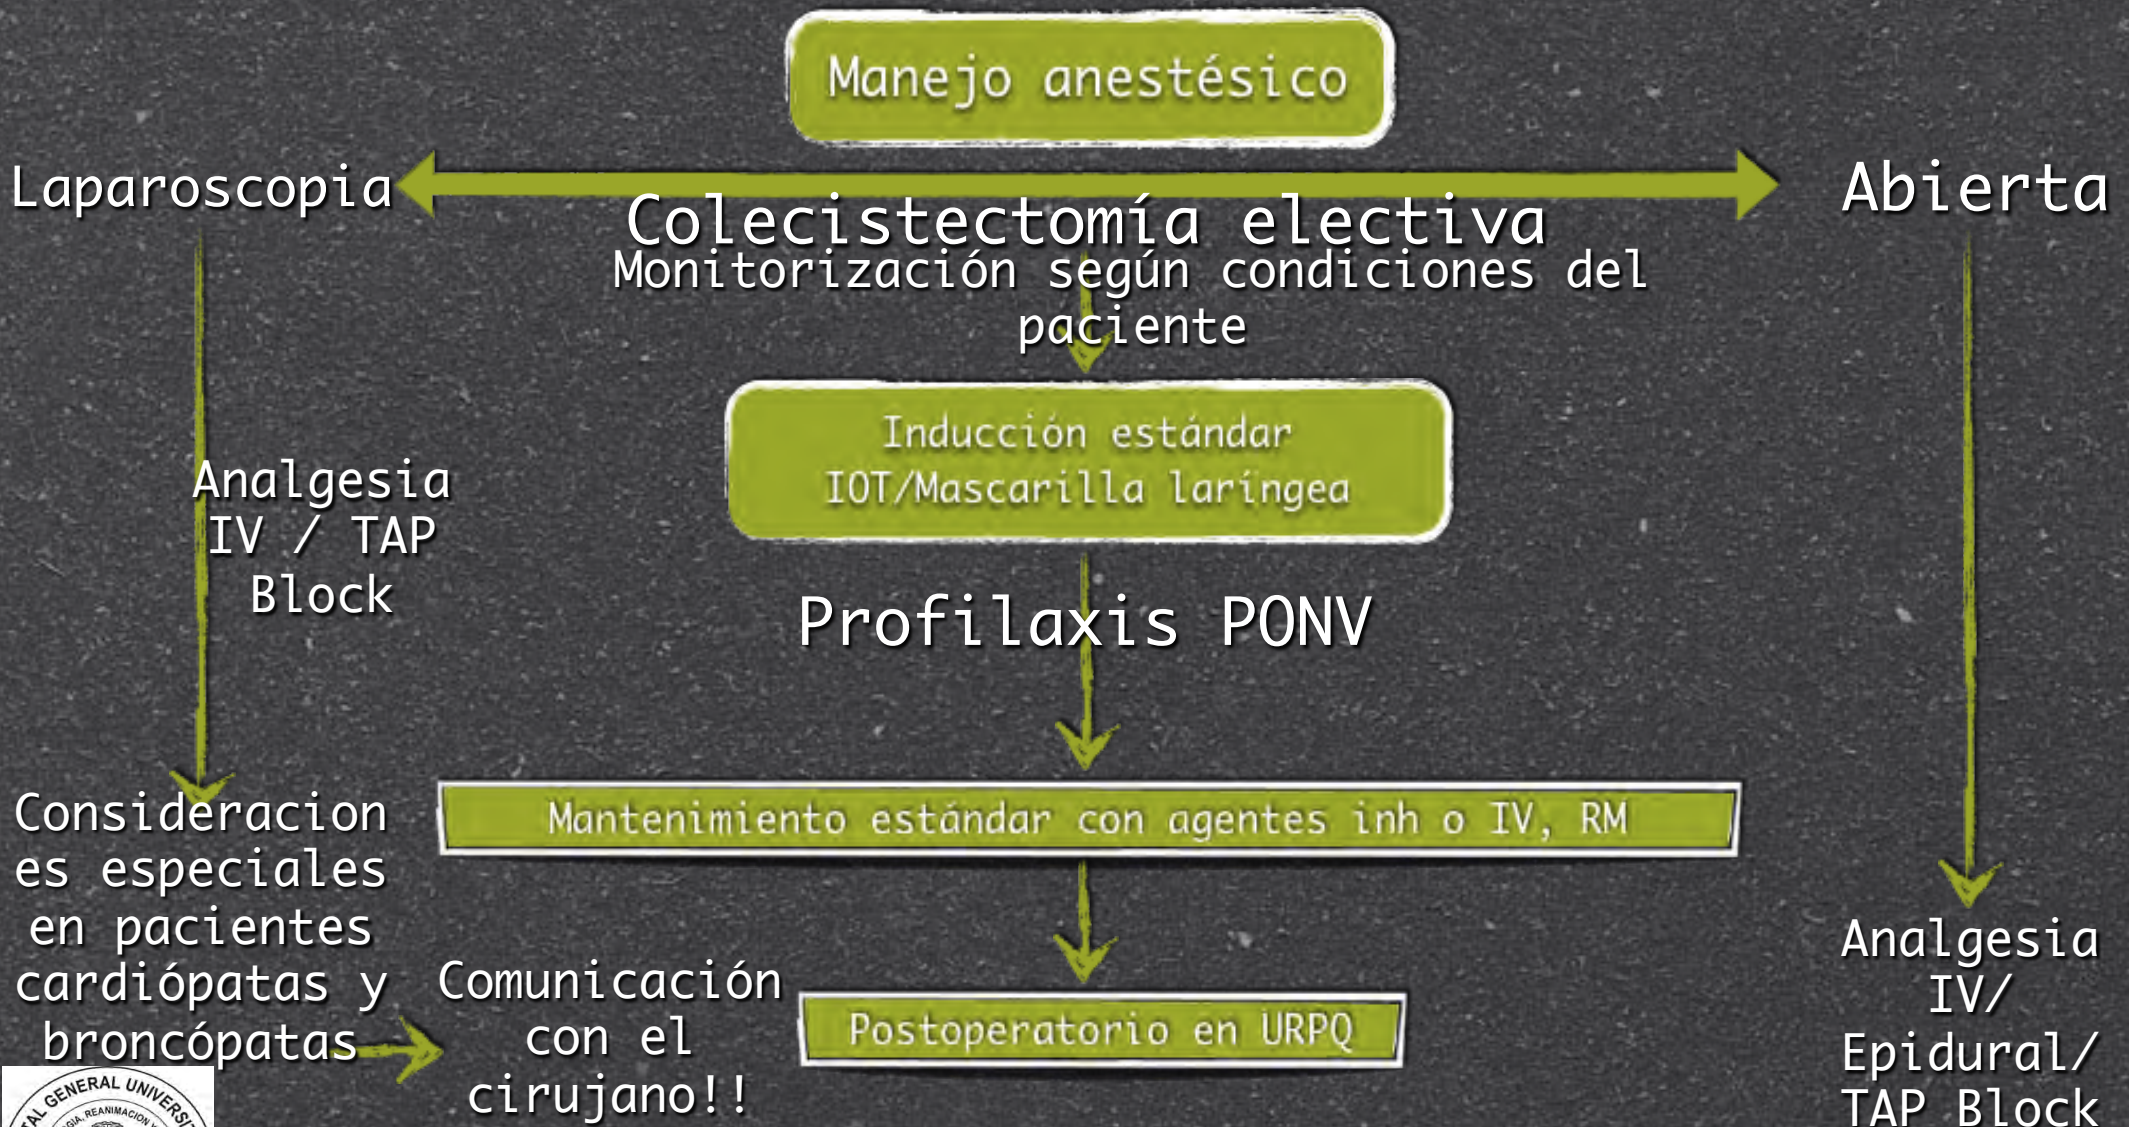 Manejo anestésico
Laparoscopia
Abierta
Colecistectomía electiva
Monitorización según condiciones del
paciente
Inducción estándar
IOT/Mascarilla laríngea
Analgesia
IV / TAP
Block
Profilaxis PONV
Mantenimiento estándar con agentes inh o IV, RM
Consideracion
es especiales
en pacientes
cardiópatas y
broncópatas
Comunicación
con el
cirujano!!
Postoperatorio en URPQ
Analgesia
IV/
Epidural/
TAP Block
GENERAL
REANIMACION